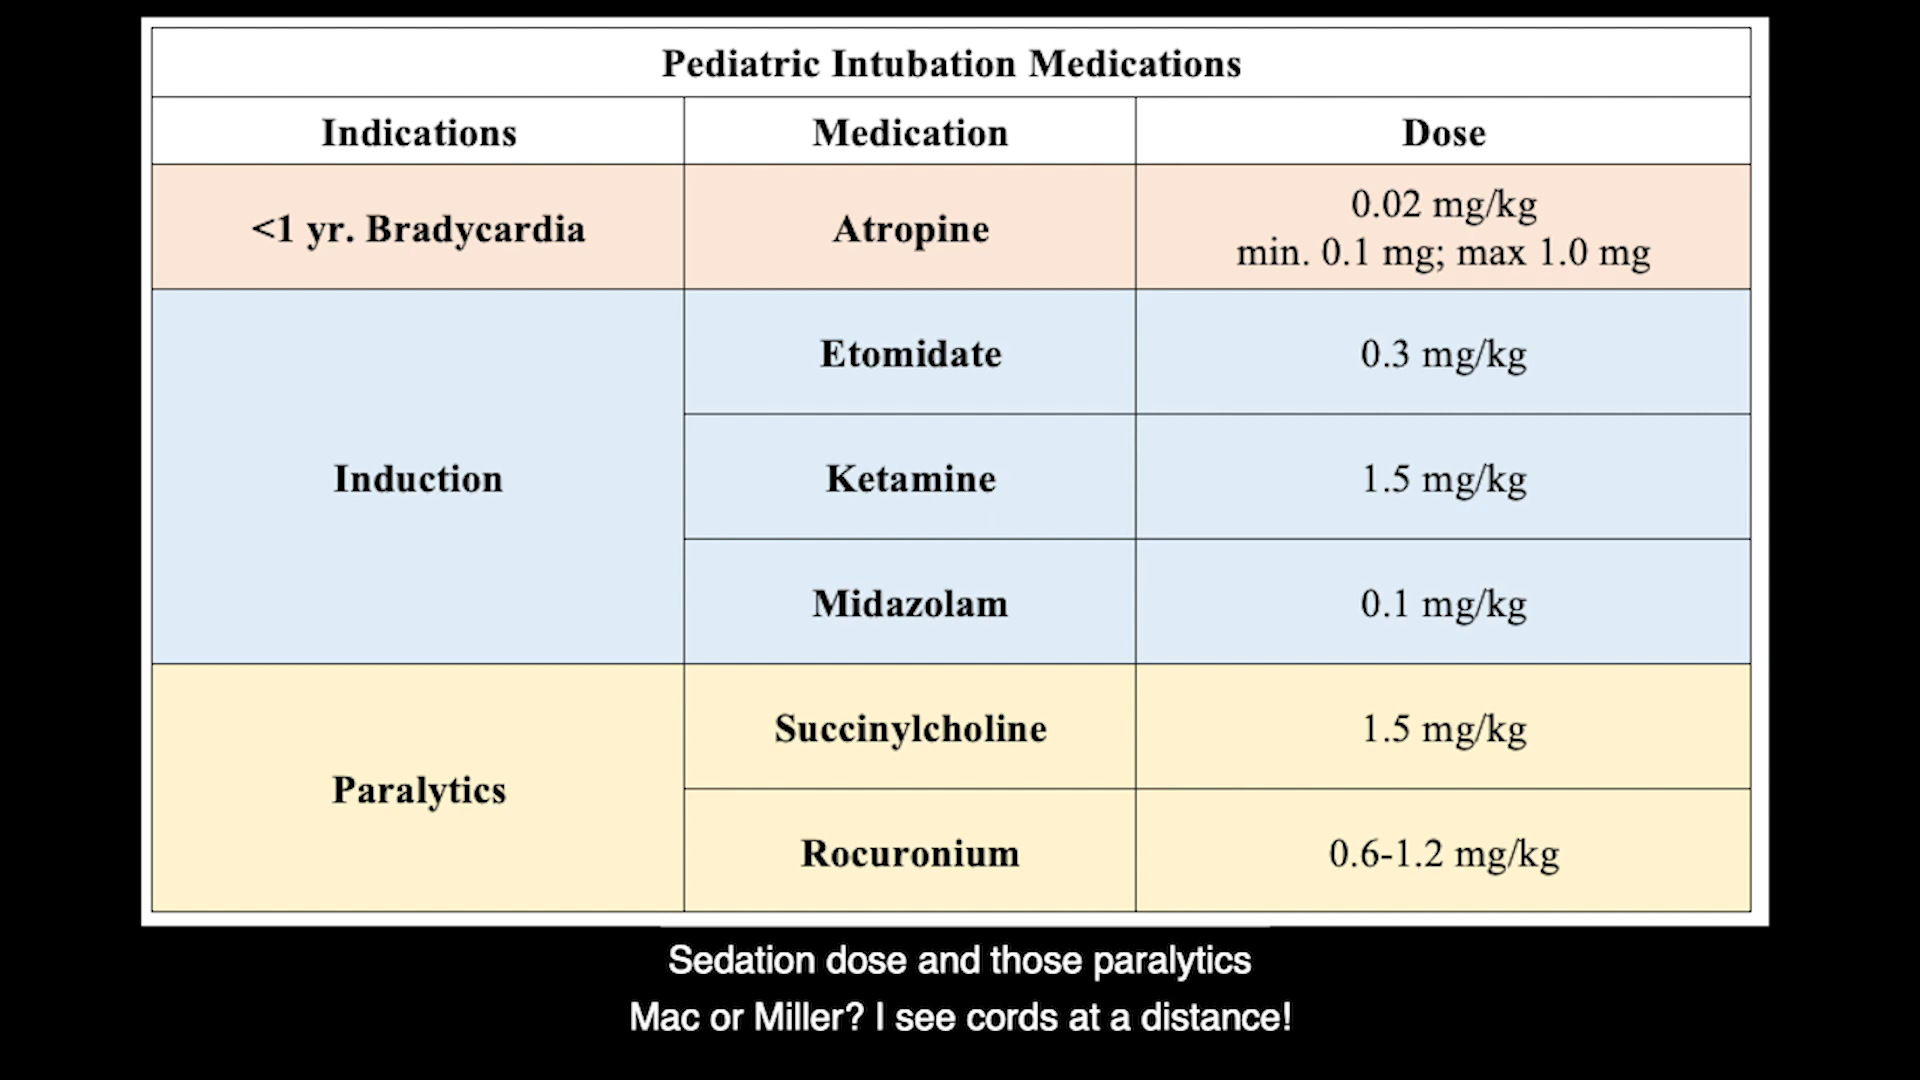 Pediatric Intubation Medications
Indications Medication Dose
<1 yr. Bradycardia Atropine 0.02 mg/kg
min. 0.1 mg; max 1.0 mg
Induction
Etomidate 0.3 mg/kg
Ketamine 1.5 mg/kg
Midazolam 0.1 mg/kg
Paralytics
Succinylcholine 1.5 mg/kg
Rocuronium 0.6-1.2 mg/kg
Sedation dose and those paralytics
Mac or Miller? I see cords at a distance!